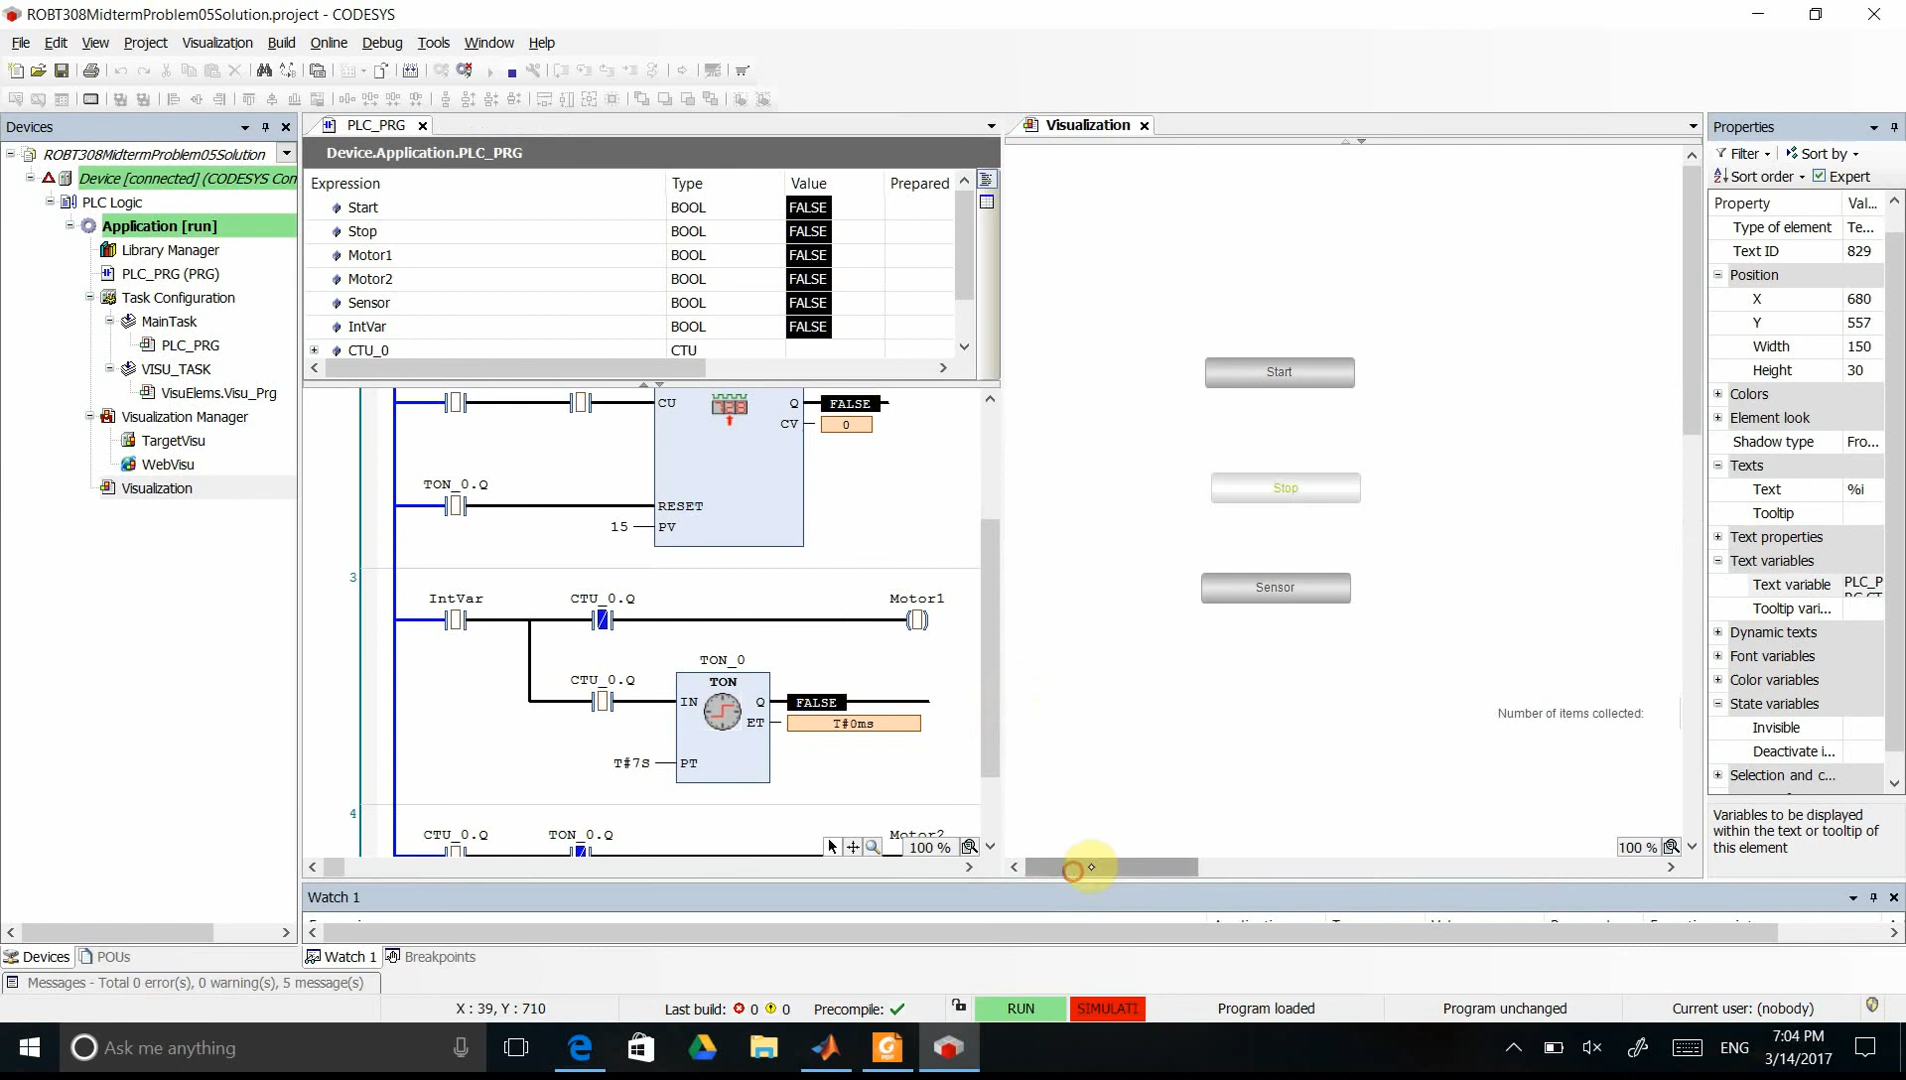 ROBT308MidtermProblem05Solution.project - CODESYS
File Edit View Project Visualization Build Online Debug Tools Window Help
Devices
ROBT308MidtermProblem05Solution
Device [connected] (CODESYS Con
PLC Logic
Application [run]
Library Manager
PLC_PRG (PRG)
Task Configuration
MainTask
PLC_PRG
VISU_TASK
VisuElems.Visu_Prg
Visualization Manager
TargetVisu
WebVisu
Visualization
Devices POUs
PLC_PRG
Device.Application.PLC_PRG
Expression Type Value Prepared
Start BOOL FALSE
Stop BOOL FALSE
Motor1 BOOL FALSE
Motor2 BOOL FALSE
Sensor BOOL FALSE
IntVar BOOL FALSE
CTU_0 CTU
CU Q FALSE
CV 0
TON_0.Q
RESET
15 PV
3
IntVar CTU_0.Q Motor1
TON_0
CTU_0.Q TON
IN Q FALSE
ET T#0ms
T#7S PT
4
CTU_0.Q TON_0.Q Motor2
100 %
Visualization
Start
Stop
Sensor
Number of items collected:
100 %
Properties
Filter Sort by
Sort order Expert
Property Val...
Type of element Te...
Text ID 829
Position
X 680
Y 557
Width 150
Height 30
Colors
Element look
Shadow type Fro...
Texts
Text %i
Tooltip
Text properties
Text variables
Text variable PLC_P
Tooltip vari...
Dynamic texts
Font variables
Color variables
State variables
Invisible
Deactivate i...
Selection and c...
Variables to be displayed
within the text or tooltip of
this element
Watch 1
Watch 1 Breakpoints
Messages - Total 0 error(s), 0 warning(s), 5 message(s)
X : 39, Y : 710 Last build: 0 0 Precompile: RUN SIMULATI Program loaded Program unchanged Current user: (nobody)
Ask me anything
ENG
7:04 PM
3/14/2017